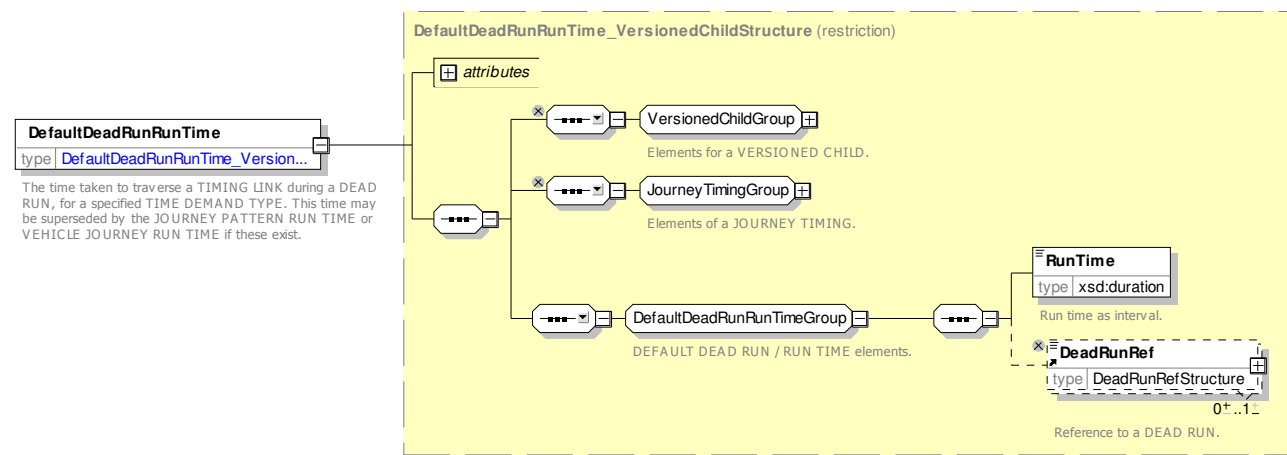 DefaultDeadRunRunTime_VersionedChildStructure (restriction)
attributes
VersionedChildGroup
Elements for a VERSIONED CHILD.
DefaultDeadRunRunTime
type DefaultDeadRunRunTime_Version...
The time taken to traverse a TIMING LINK during a DEAD
RUN, for a specified TIME DEMAND TYPE. This time may
be superseded by the JOURNEY PATTERN RUN TIME or
VEHICLE JOURNEY RUN TIME if these exist.
JourneyTimingGroup
Elements of a JOURNEY TIMING.
DefaultDeadRunRunTimeGroup
DEFAULT DEAD RUN / RUN TIME elements.
RunTime
type xsd:duration
Run time as interval.
DeadRunRef
type DeadRunRefStructure
0±..1±
Reference to a DEAD RUN.